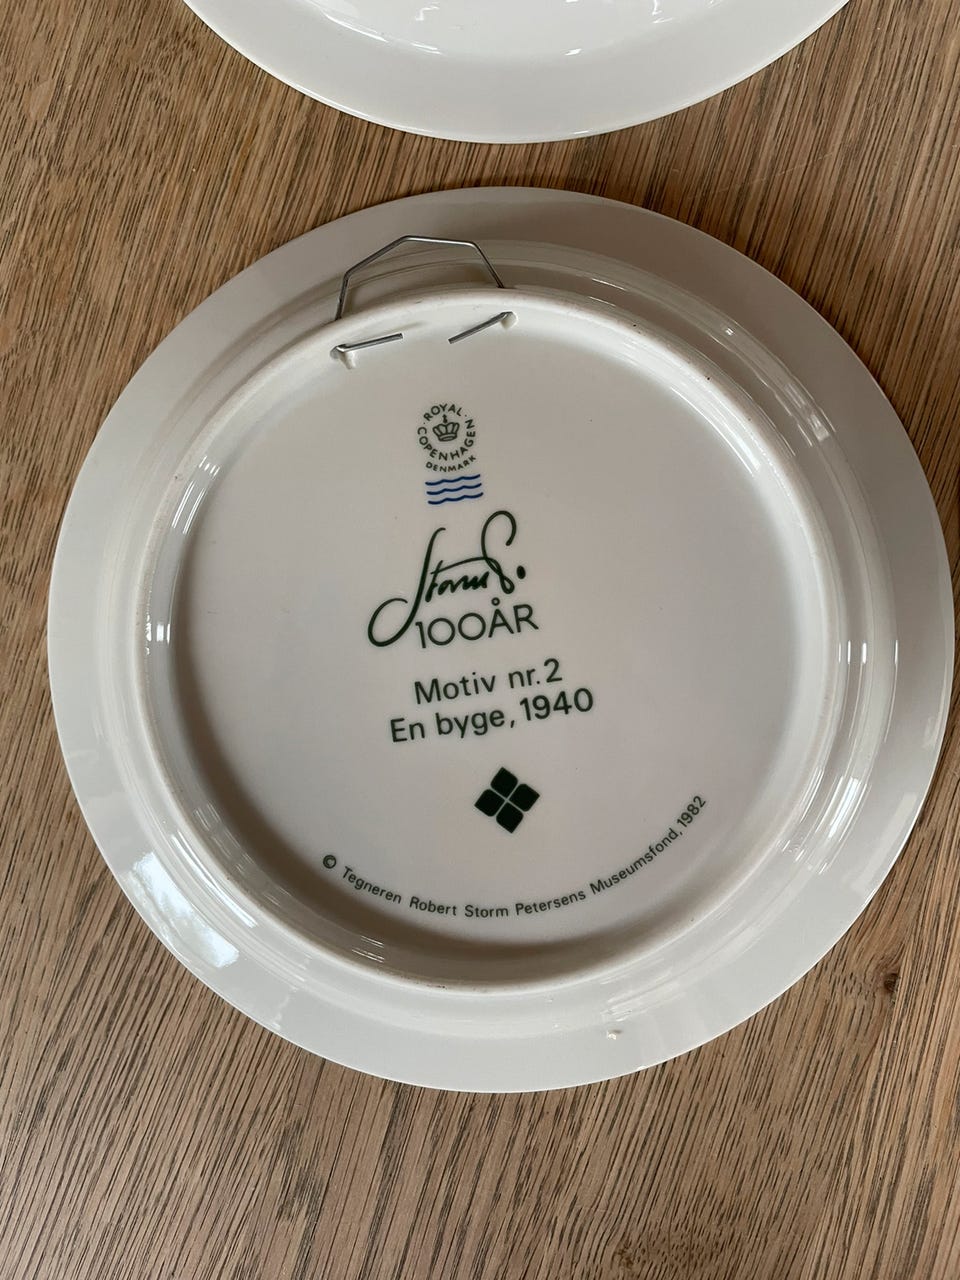 ROYAL
COPENHAGEN
DENMARK
Storm P.
100ÅR
Motiv nr. 2
En byge, 1940
© Tegneren Robert Storm Petersens Museumsfond, 1982